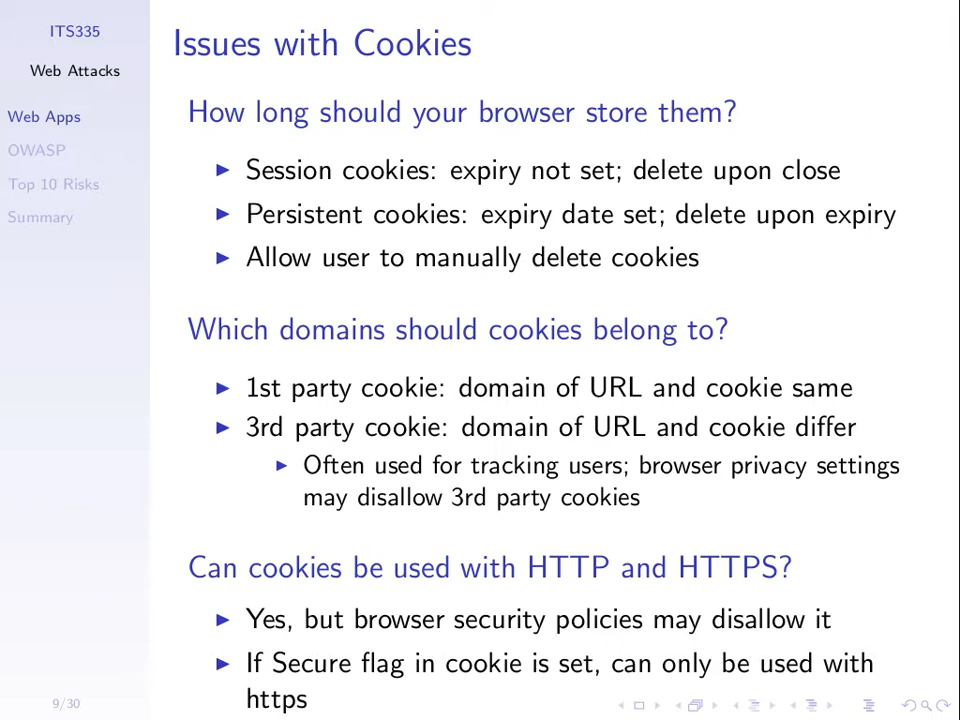 ITS335
Web Attacks
Web Apps
OWASP
Top 10 Risks
Summary
9/30
Issues with Cookies
How long should your browser store them?
Session cookies: expiry not set; delete upon close
Persistent cookies: expiry date set; delete upon expiry
Allow user to manually delete cookies
Which domains should cookies belong to?
1st party cookie: domain of URL and cookie same
3rd party cookie: domain of URL and cookie differ
Often used for tracking users; browser privacy settings
may disallow 3rd party cookies
Can cookies be used with HTTP and HTTPS?
Yes, but browser security policies may disallow it
If Secure flag in cookie is set, can only be used with
https